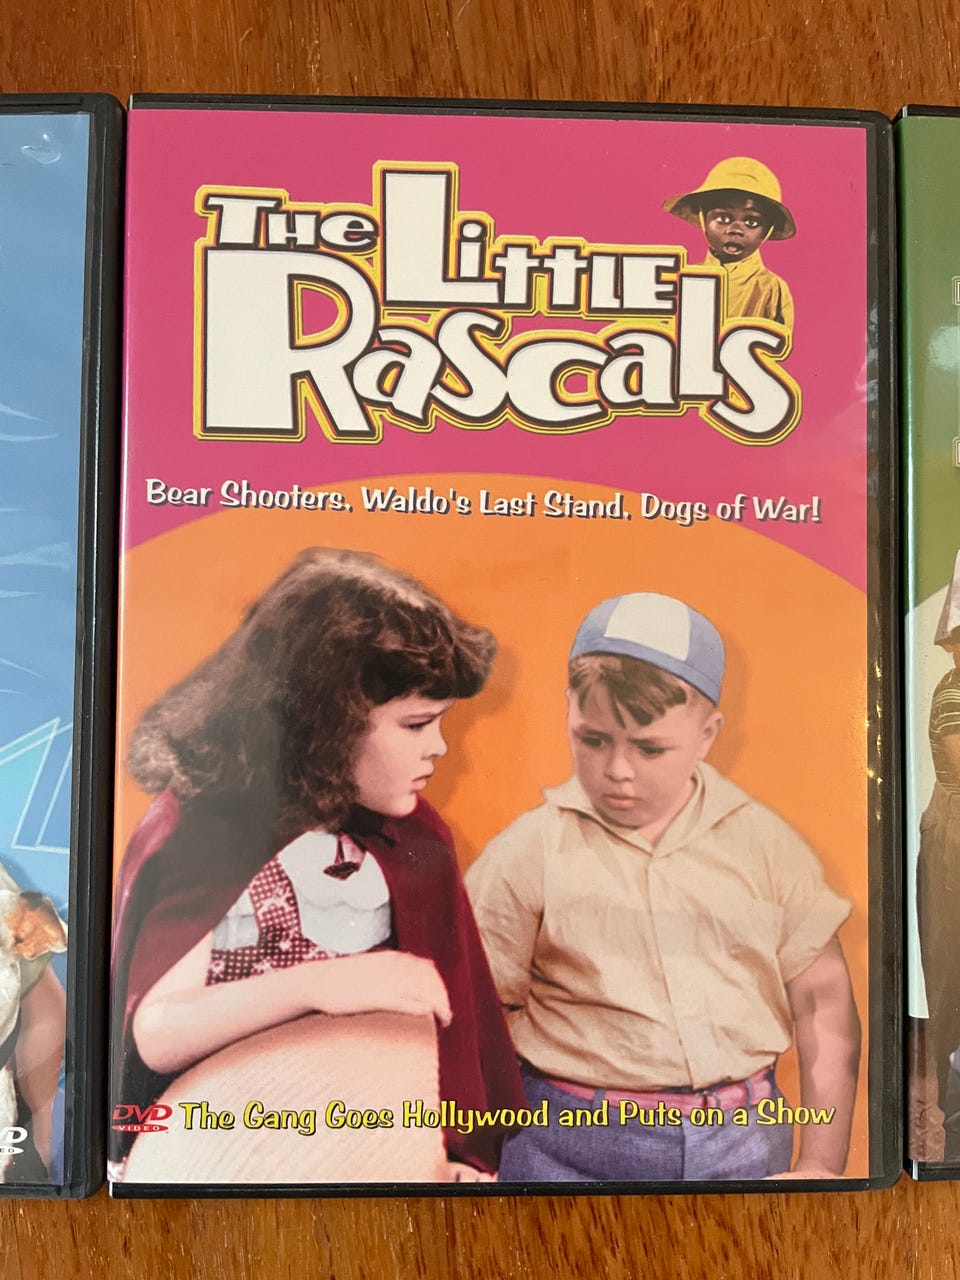 The Little
Rascals
Bear Shooters, Waldo's Last Stand, Dogs of War!
DVD
VIDEO
The Gang Goes Hollywood and Puts on a Show